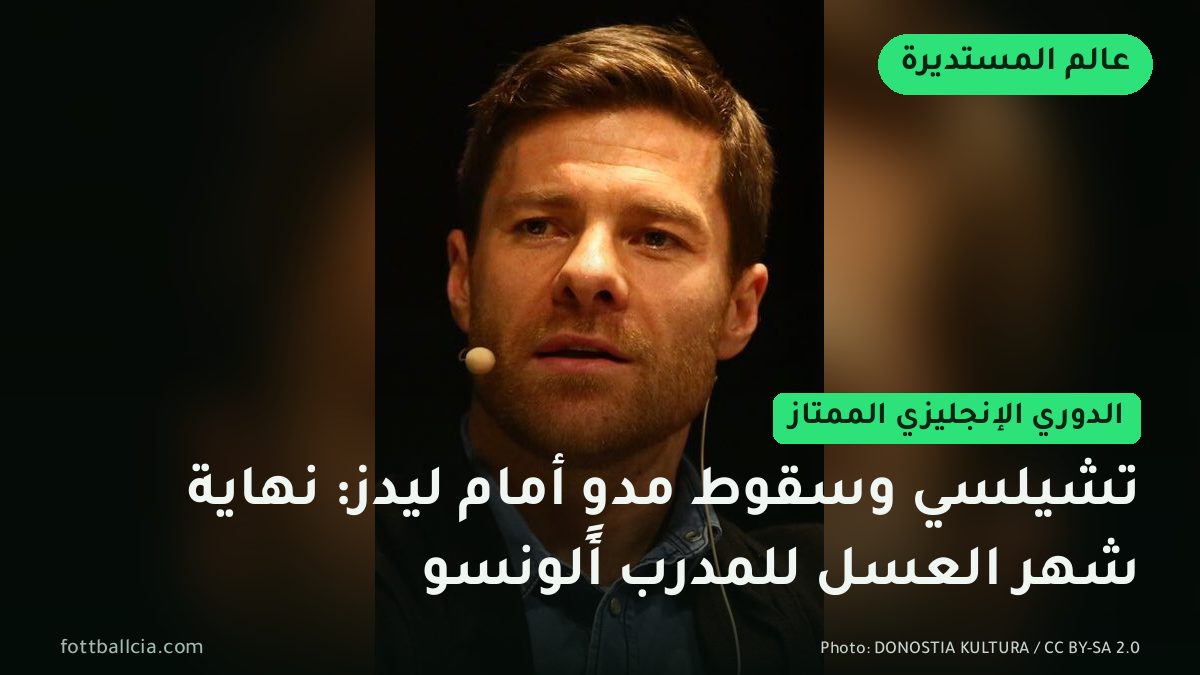 عالم المستديرة
الدوري الإنجليزي الممتاز
تشيلسي وسقوط مدو أمام ليدز: نهاية
شهر العسل للمدرب أًلونسو
fottballcia.com
Photo: DONOSTIA KULTURA / CC BY-SA 2.0